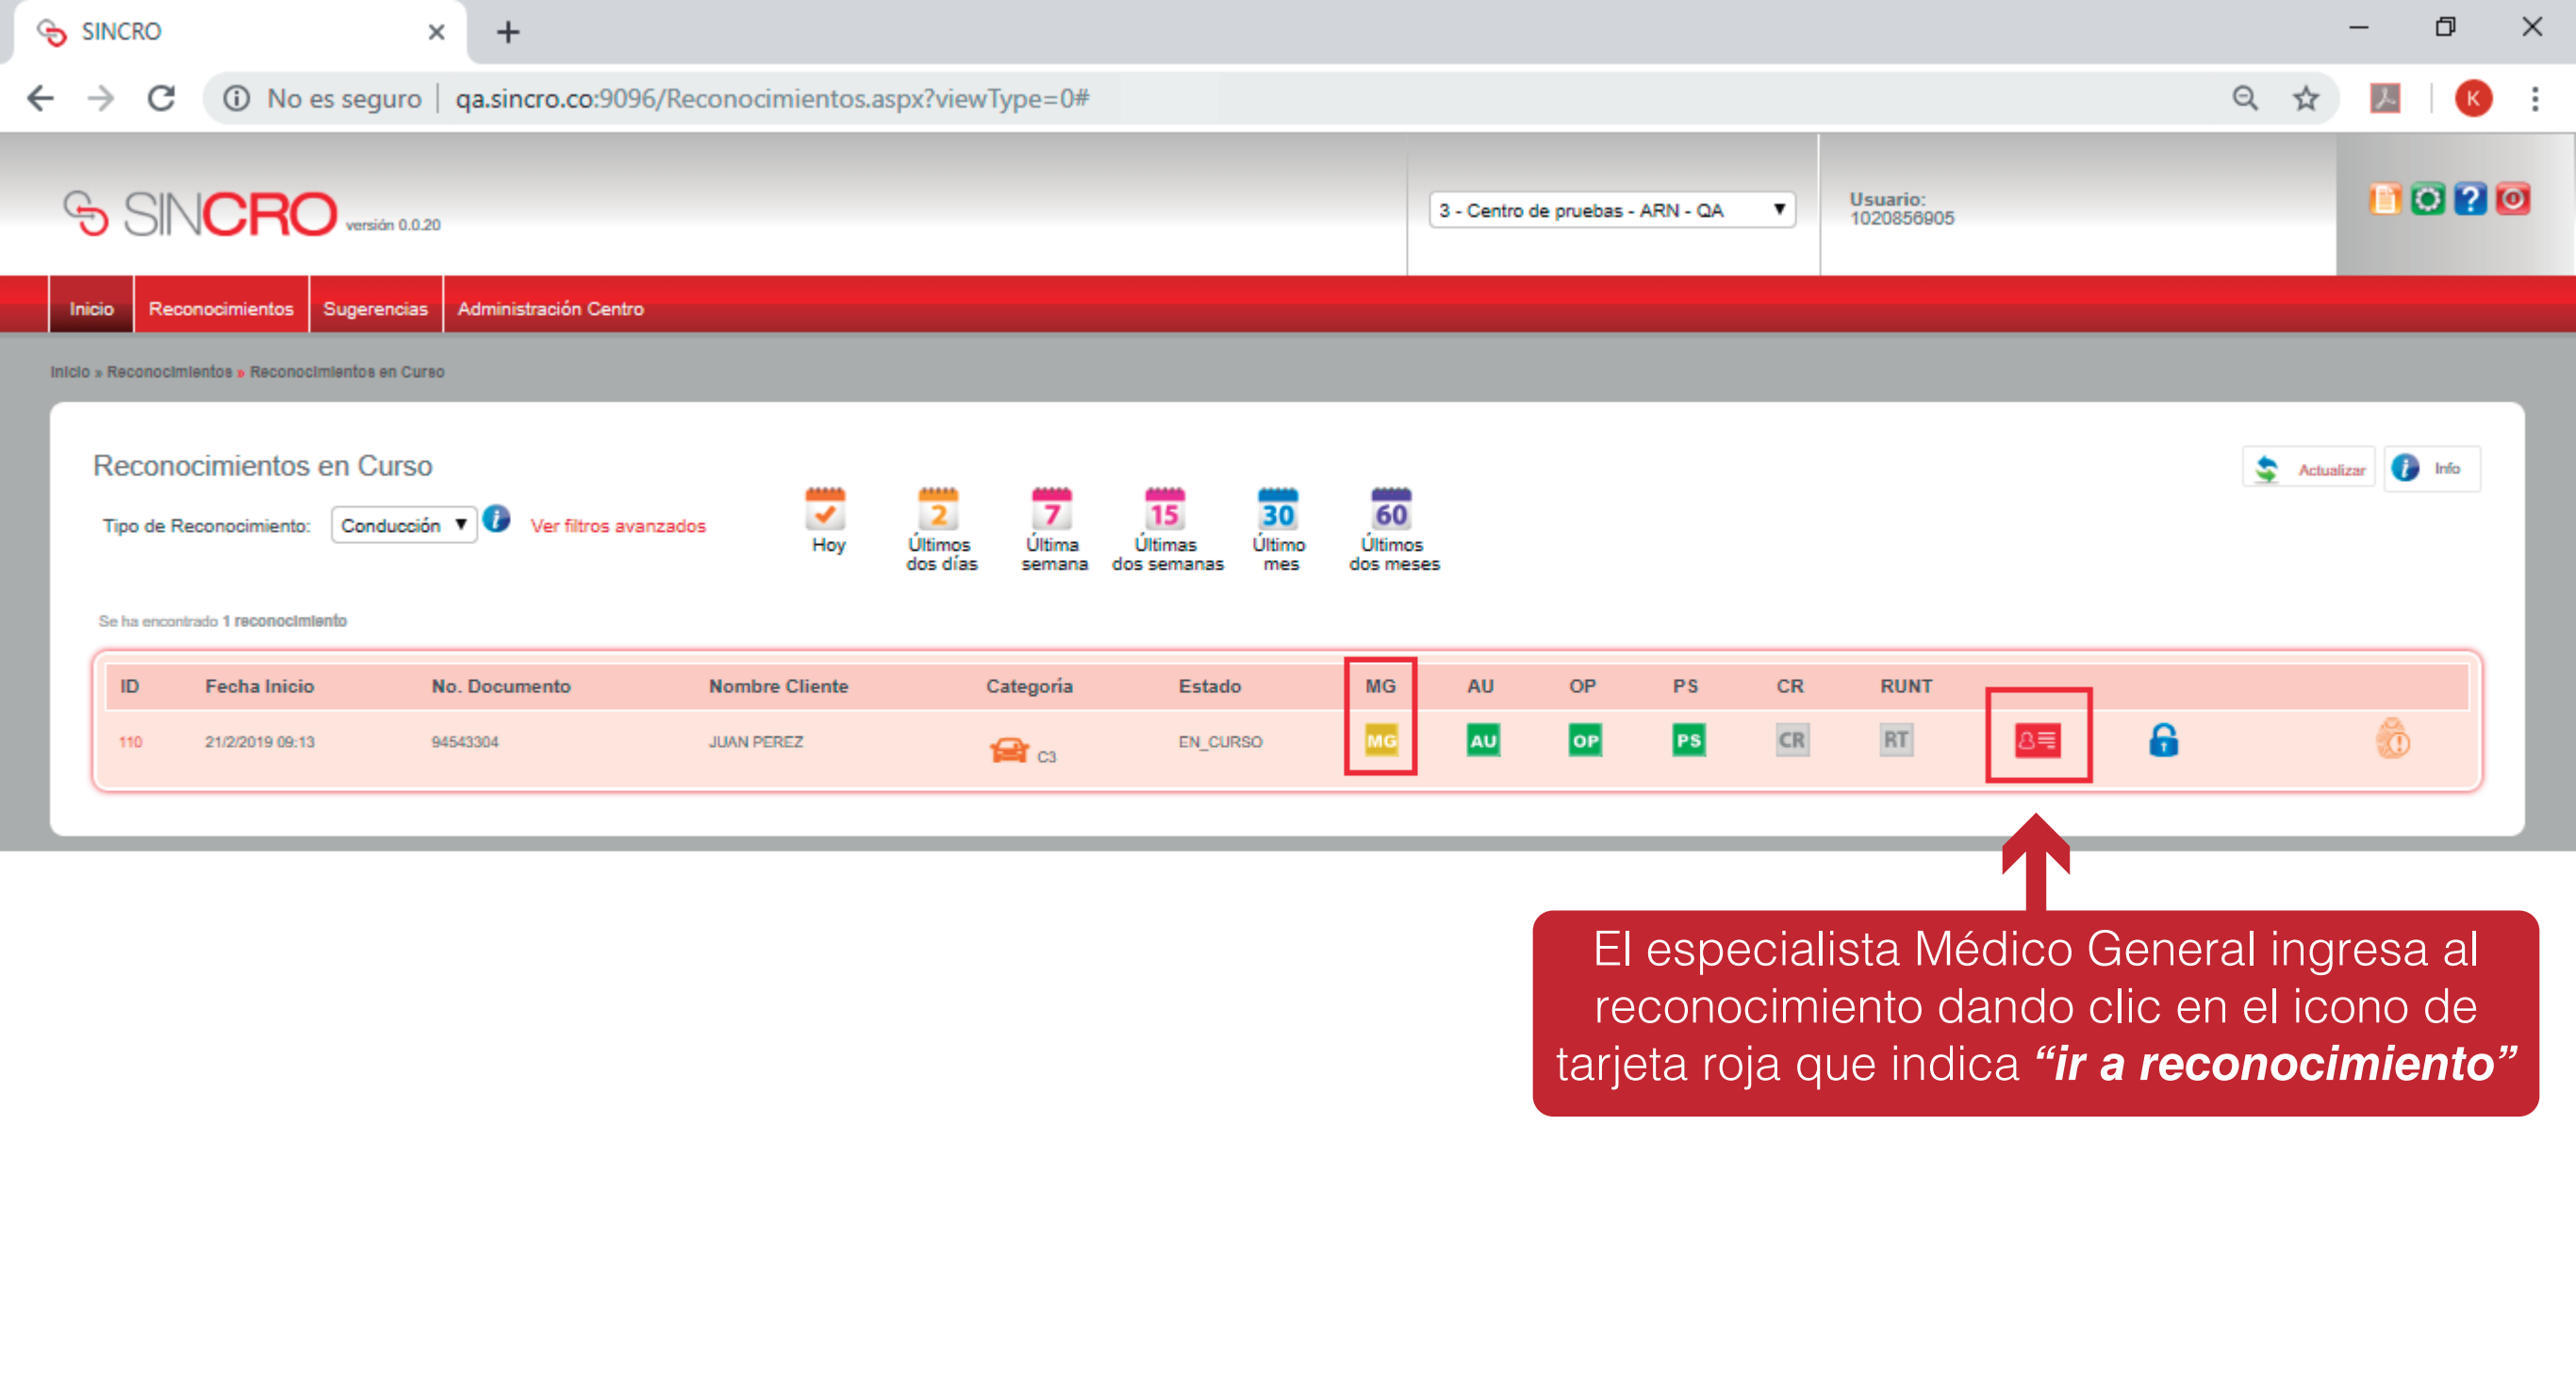 SINCRO
No es seguro | qa.sincro.co:9096/Reconocimientos.aspx?viewType=0#
K
SINCRO versión 0.0.20
3 - Centro de pruebas - ARN - QA
Usuario:
1020856905
?
Inicio Reconocimientos Sugerencias Administración Centro
Inicio » Reconocimientos » Reconocimientos en Curso
Reconocimientos en Curso
Actualizar i Info
Tipo de Reconocimiento: Conducción i Ver filtros avanzados
2 7 15 30 60
Hoy Últimos Última Últimas Último Últimos
dos días semana dos semanas mes dos meses
Se ha encontrado 1 reconocimiento
ID Fecha Inicio No. Documento Nombre Cliente Categoría Estado MG AU OP PS CR RUNT
110 21/2/2019 09:13 94543304 JUAN PEREZ C3 EN_CURSO MG AU OP PS CR RT
El especialista Médico General ingresa al
reconocimiento dando clic en el icono de
tarjeta roja que indica “ir a reconocimiento”